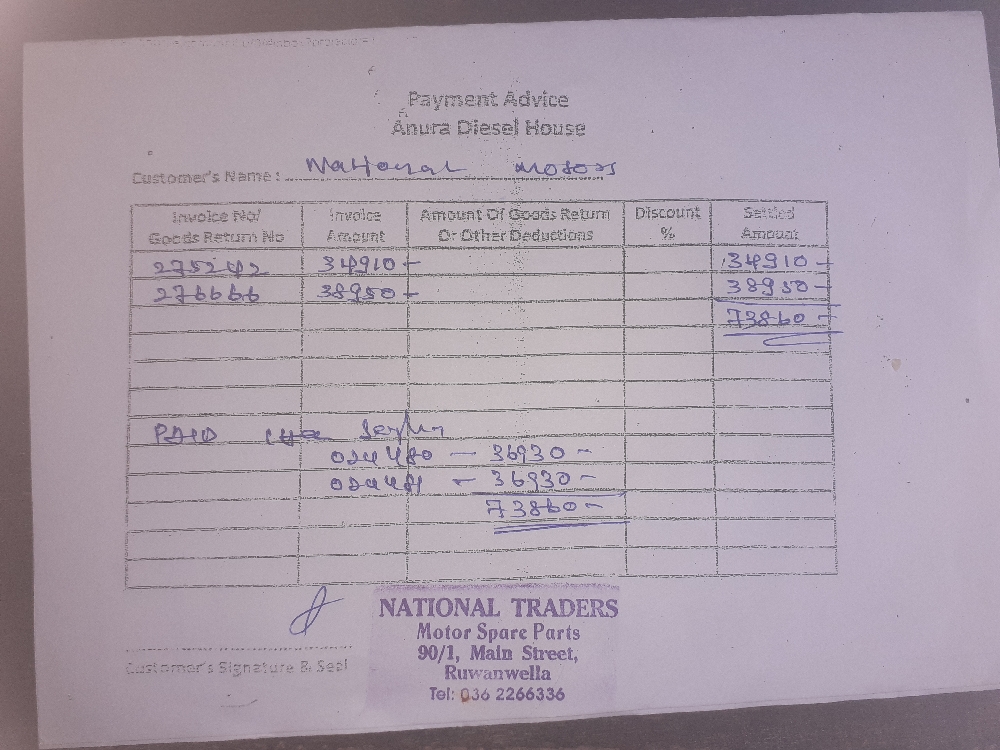 Payment Advice
Anura Diesel House
Customer's Name : National Motors
Invoice No/ Goods Return No Invoice Amount Amount Of Goods Return Or Other Deductions Discount % Settled Amount
275242 34910- 34910-
276666 38950- 38950-
73860-
PAID
024480 - 36930-
024481 - 36930-
73860-
NATIONAL TRADERS
Motor Spare Parts
90/1, Main Street,
Ruwanwella
Tel: 036 2266336
Customer's Signature & Seal